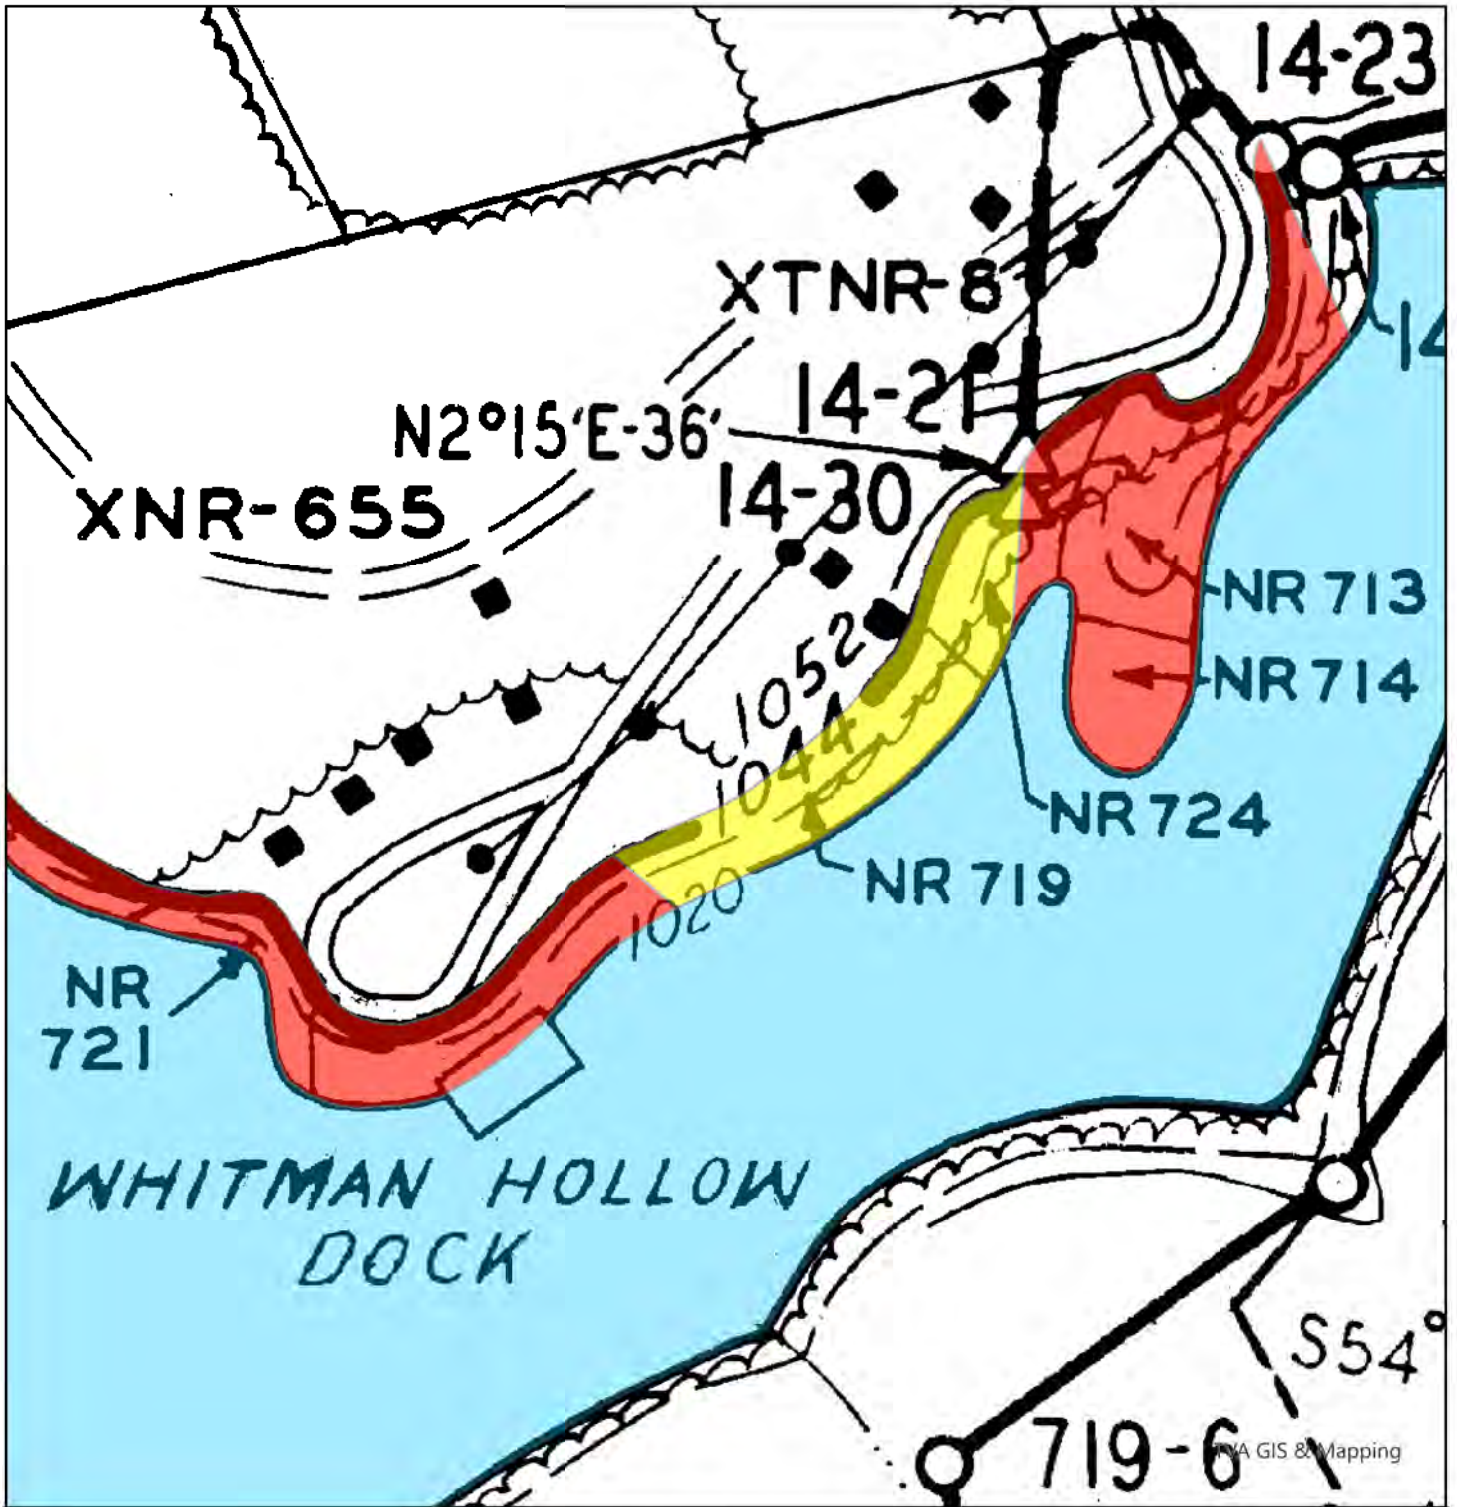 14-23
XTNR-8
14
14-21
N2°15'E-36'
14-30
XNR-655
NR 713
1052
NR 714
1044
NR 724
NR 719
1020
NR
721
WHITMAN HOLLOW
DOCK
S54°
719-6
TVA GIS & Mapping